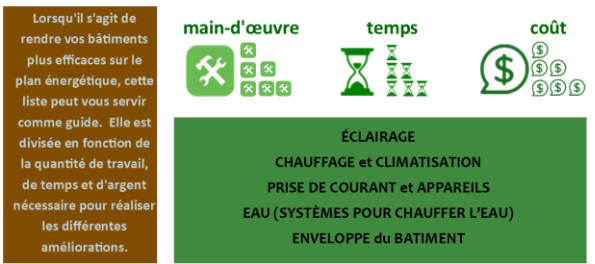 Lorsqu'il s'agit de
rendre vos bâtiments
plus efficaces sur le
plan énergétique, cette
liste peut vous servir
comme guide. Elle est
divisée en fonction de
la quantité de travail,
de temps et d'argent
nécessaire pour réaliser
les différentes
améliorations.
main-d'œuvre
temps
coût
ÉCLAIRAGE
CHAUFFAGE et CLIMATISATION
PRISE DE COURANT et APPAREILS
EAU (SYSTÈMES POUR CHAUFFER L'EAU)
ENVELOPPE du BATIMENT